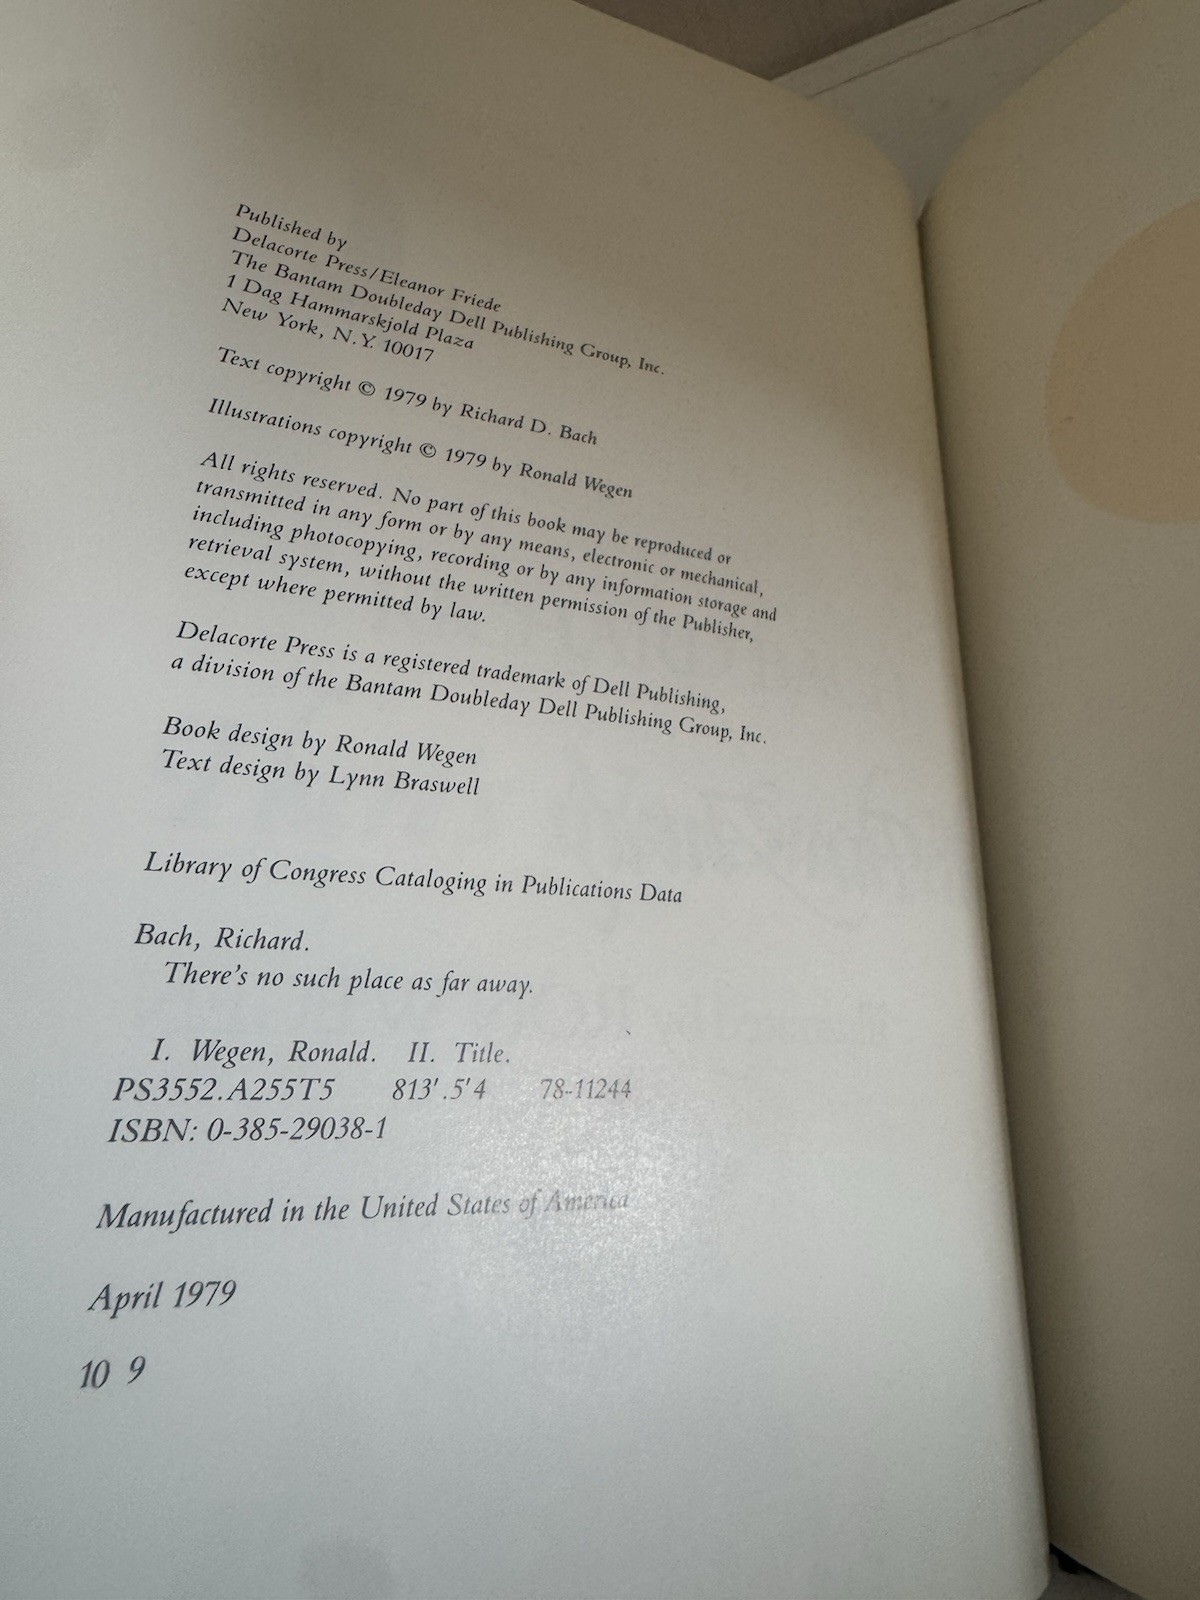 Published by
Delacorte Press/Eleanor Friede
The Bantam Doubleday Dell Publishing Group, Inc.
1 Dag Hammarskjold Plaza
New York, N.Y. 10017
Text copyright © 1979 by Richard D. Bach
Illustrations copyright © 1979 by Ronald Wegen
All rights reserved. No part of this book may be reproduced or
transmitted in any form or by any means, electronic or mechanical,
including photocopying, recording or by any information storage and
retrieval system, without the written permission of the Publisher,
except where permitted by law.
Delacorte Press is a registered trademark of Dell Publishing,
a division of the Bantam Doubleday Dell Publishing Group, Inc.
Book design by Ronald Wegen
Text design by Lynn Braswell
Library of Congress Cataloging in Publications Data
Bach, Richard.
There's no such place as far away.
I. Wegen, Ronald. II. Title.
PS3552.A255T5 813'.5'4 78-11244
ISBN: 0-385-29038-1
Manufactured in the United States of America
April 1979
10 9